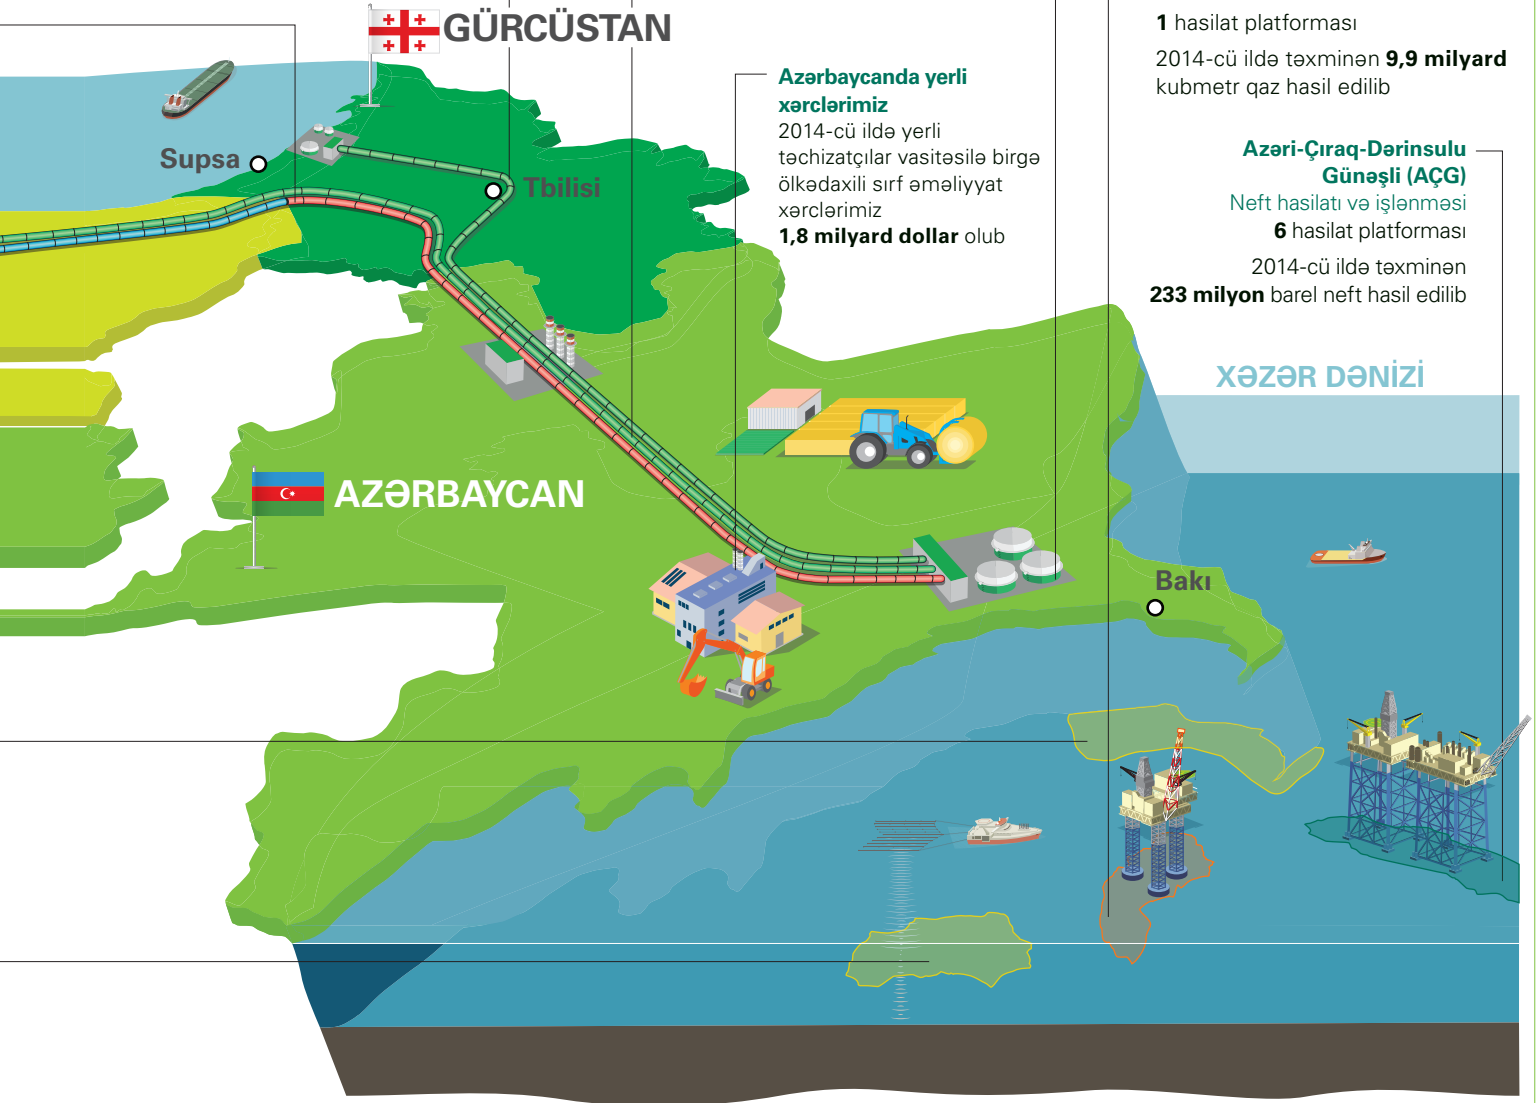 GÜRCÜSTAN
Supsa
Tbilisi
Azərbaycanda yerli
xərclərimiz
2014-cü ildə yerli
təchizatçılar vasitəsilə birgə
ölkədaxili sırf əməliyyat
xərclərimiz
1,8 milyard dollar olub
1 hasilat platforması
2014-cü ildə təxminən 9,9 milyard
kubmetr qaz hasil edilib
Azəri-Çıraq-Dərinsulu
Günəşli (AÇG)
Neft hasilatı və işlənməsi
6 hasilat platforması
2014-cü ildə təxminən
233 milyon barel neft hasil edilib
XƏZƏR DƏNİZİ
AZƏRBAYCAN
Bakı